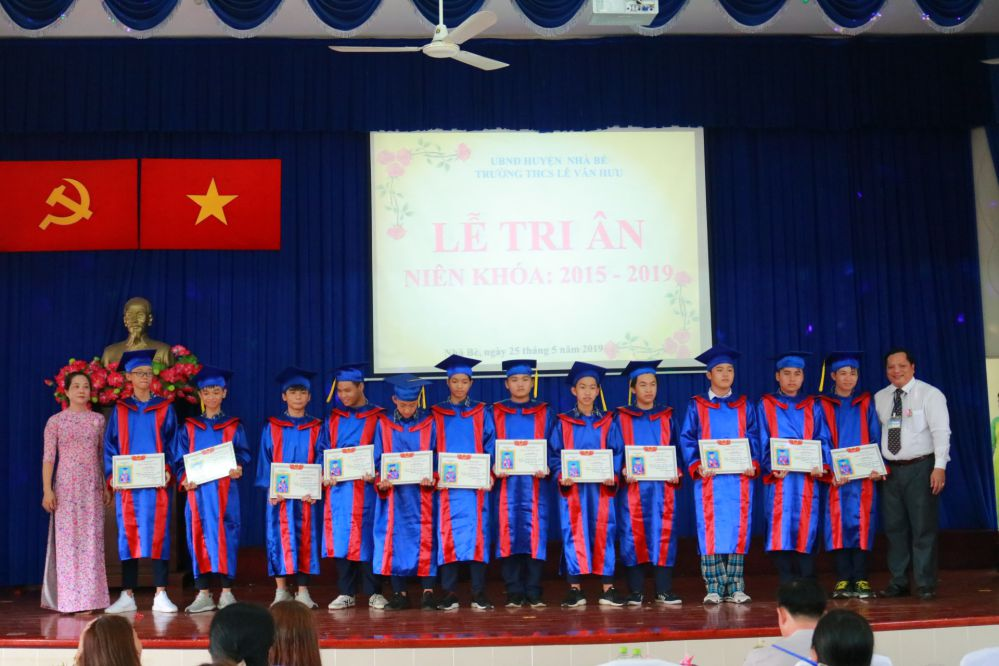 UBND HUYỆN NHÀ BÈ
TRƯỜNG THCS LÊ VĂN HƯU
LỄ TRI ÂN
NIÊN KHÓA: 2015 - 2019
Nhà Bè, ngày 25 tháng 5 năm 2019